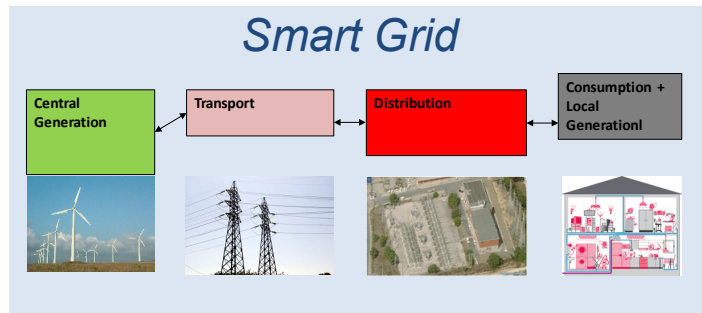 Smart Grid
Central
Generation
Transport
Distribution
Consumption +
Local
Generationl